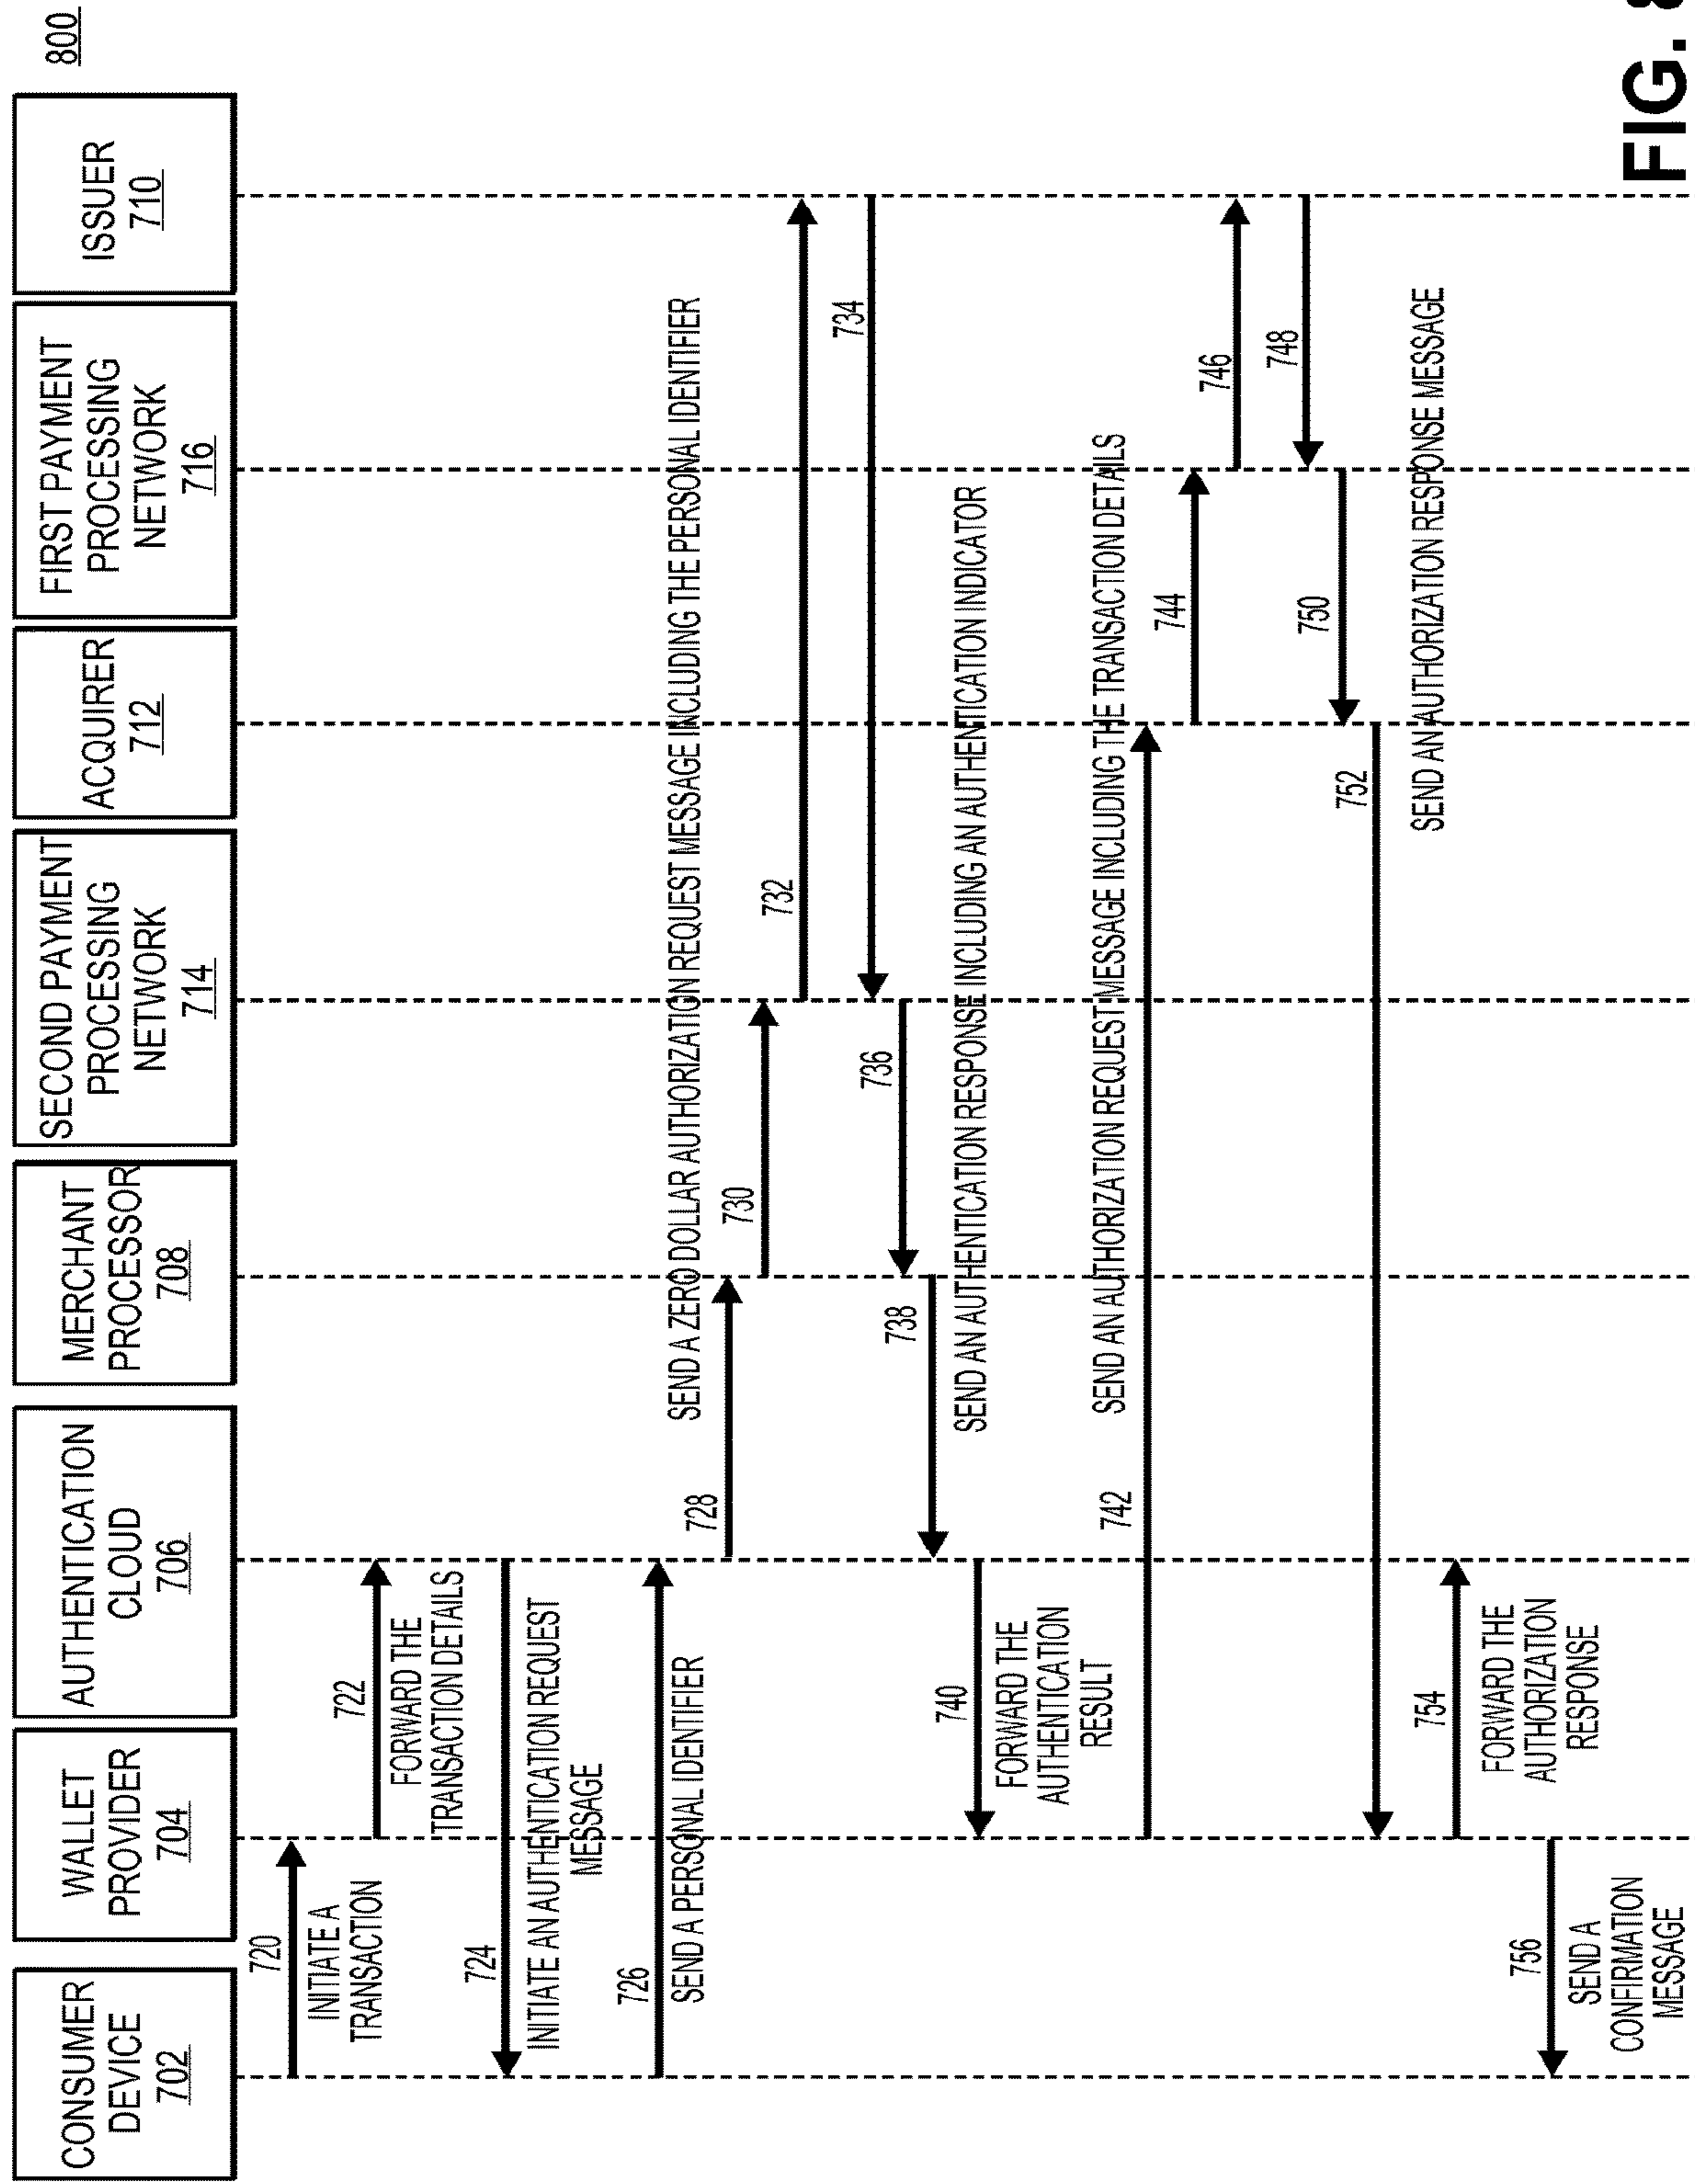 800
CONSUMER
DEVICE
702
WALLET
PROVIDER
704
AUTHENTICATION
CLOUD
706
MERCHANT
PROCESSOR
708
SECOND PAYMENT
PROCESSING
NETWORK
714
ACQUIRER
712
FIRST PAYMENT
PROCESSING
NETWORK
716
ISSUER
710
720
INITIATE A
TRANSACTION
722
FORWARD THE
TRANSACTION DETAILS
724
INITIATE AN AUTHENTICATION REQUEST
MESSAGE
726
SEND A PERSONAL IDENTIFIER
728
SEND A ZERO DOLLAR AUTHORIZATION REQUEST MESSAGE INCLUDING THE PERSONAL IDENTIFIER
730
732
734
736
738
SEND AN AUTHENTICATION RESPONSE INCLUDING AN AUTHENTICATION INDICATOR
740
FORWARD THE
AUTHENTICATION
RESULT
742
SEND AN AUTHORIZATION REQUEST MESSAGE INCLUDING THE TRANSACTION DETAILS
744
746
748
750
752
SEND AN AUTHORIZATION RESPONSE MESSAGE
754
FORWARD THE
AUTHORIZATION
RESPONSE
756
SEND A
CONFIRMATION
MESSAGE
FIG. 8